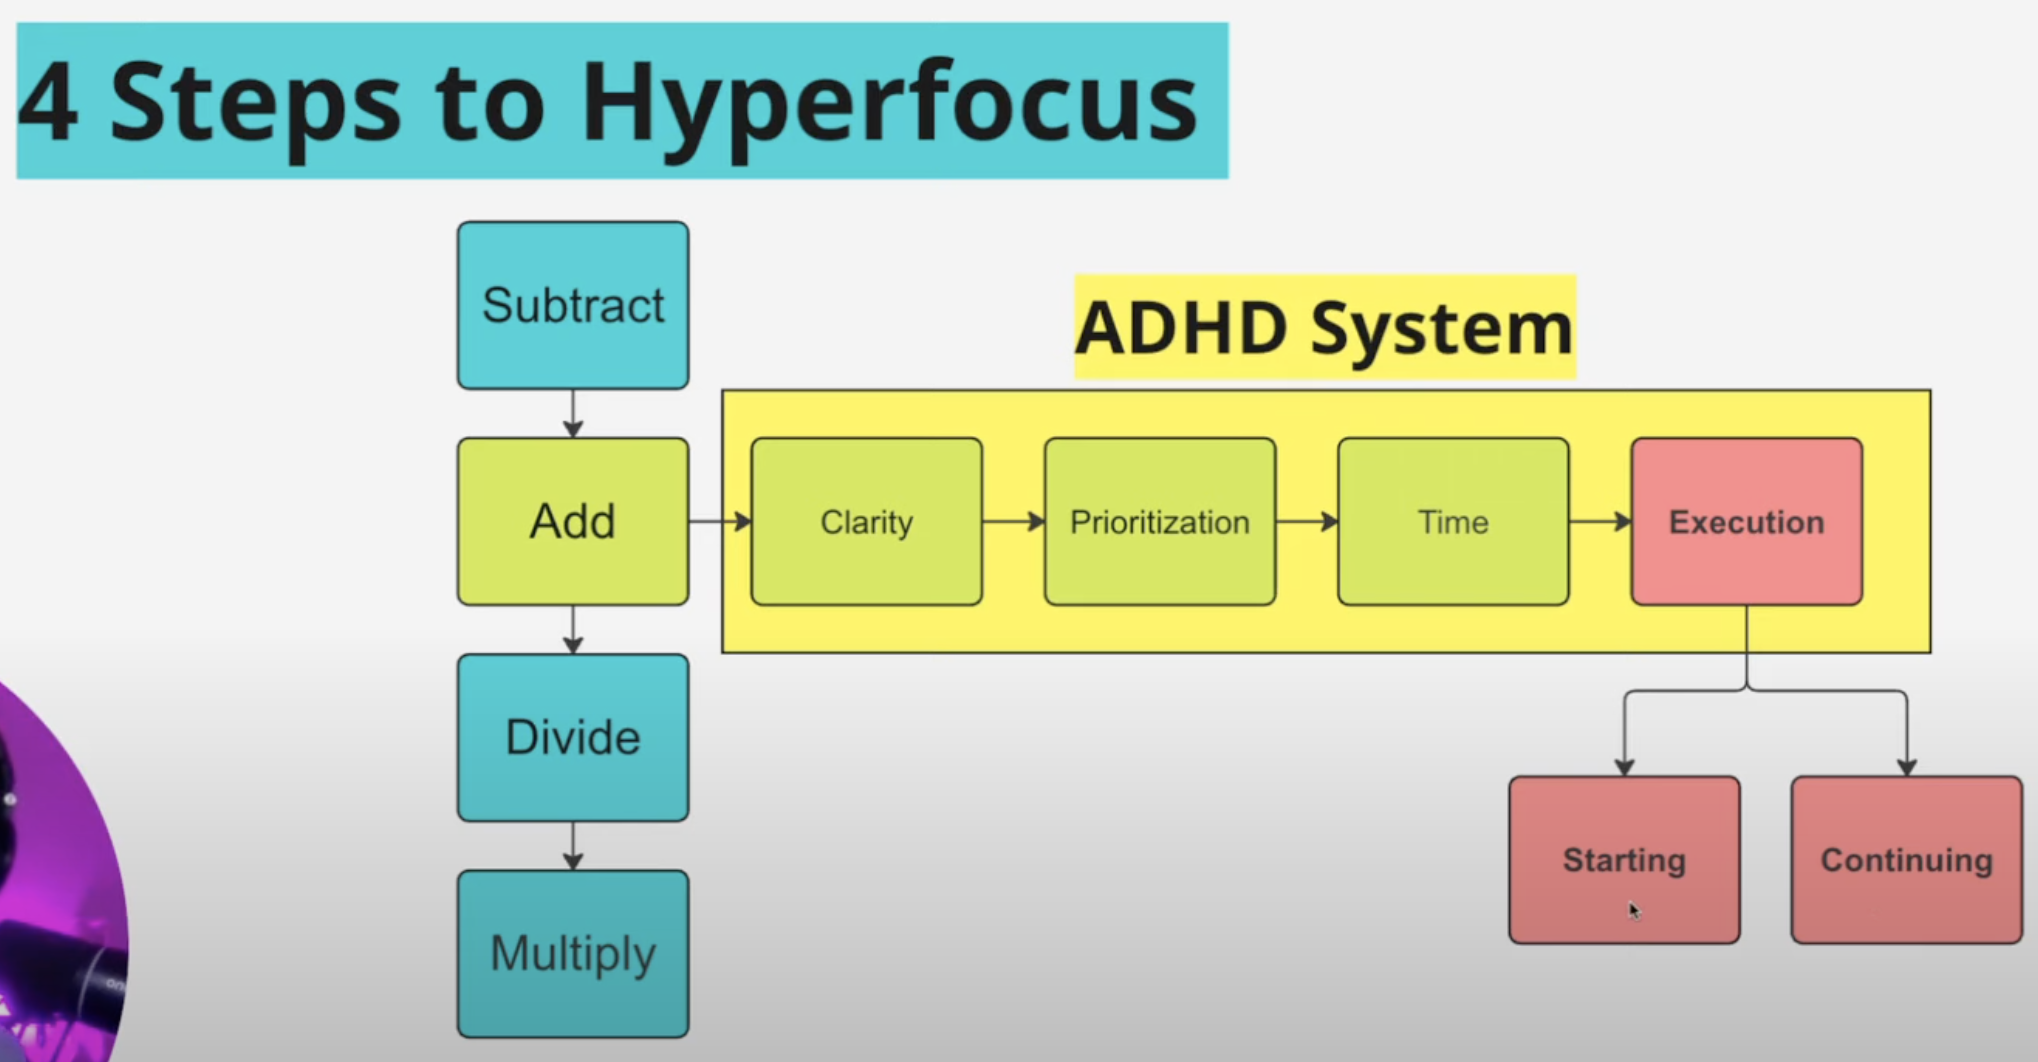 4 Steps to Hyperfocus
Subtract
ADHD System
Add
Clarity
Prioritization
Time
Execution
Divide
Starting
Continuing
Multiply